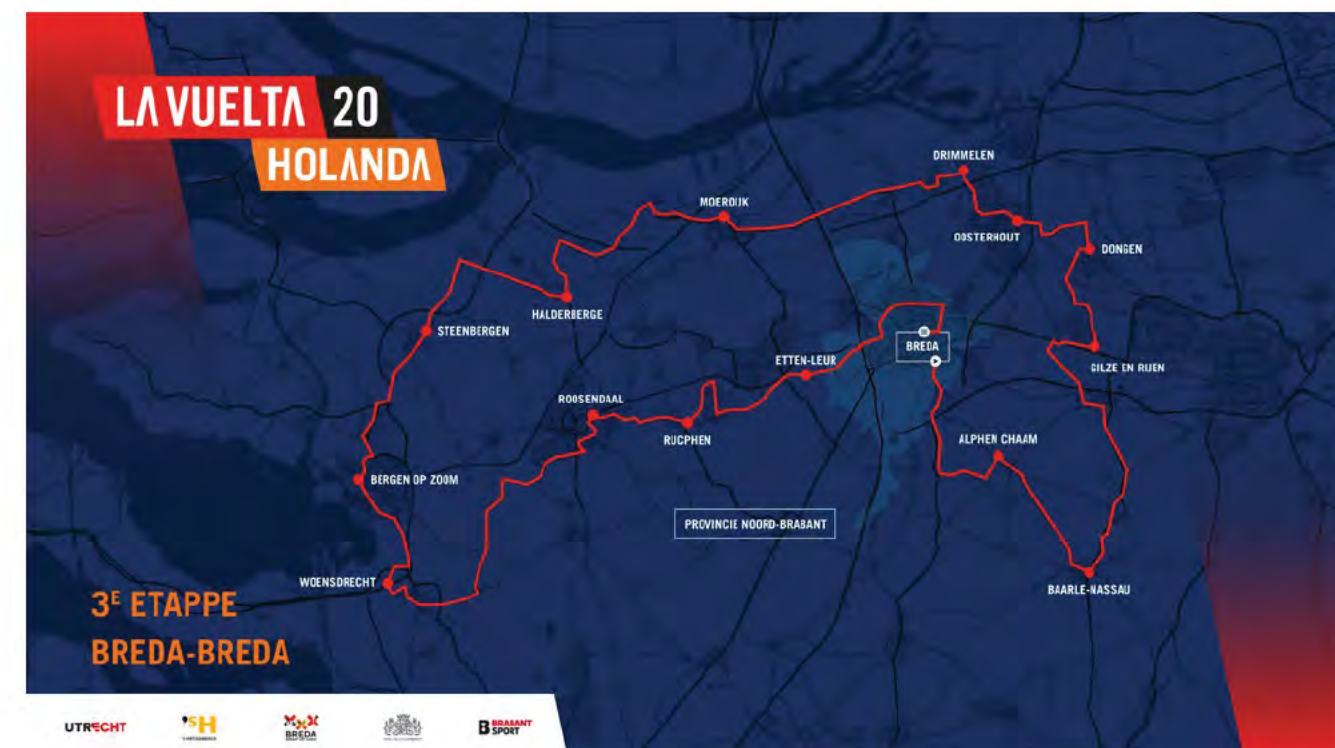 LA VUELTA 20
HOLANDA
DRIMMELEN
MOERDIJK
OOSTERHOUT
DONGEN
HALDERBERGE
STEENBERGEN
BREDA
ETTEN-LEUR
GILZE EN RIJEN
ROOSENDAAL
RUCPHEN
ALPHEN CHAAM
BERGEN OP ZOOM
PROVINCIE NOORD-BRABANT
WOENSDRECHT
BAARLE-NASSAU
3E ETAPPE
BREDA-BREDA
UTRECHT
'SH
BREDA
B BRABANT
SPORT